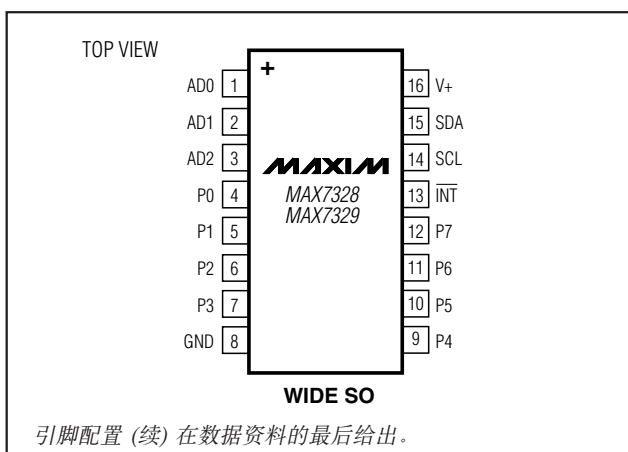 TOP VIEW
+
AD0 1 16 V+
AD1 2 15 SDA
AD2 3 MAXIM 14 SCL
P0 4 MAX7328 13 INT
MAX7329
P1 5 12 P7
P2 6 11 P6
P3 7 10 P5
GND 8 9 P4
WIDE SO
引脚配置 (续) 在数据资料的最后给出。